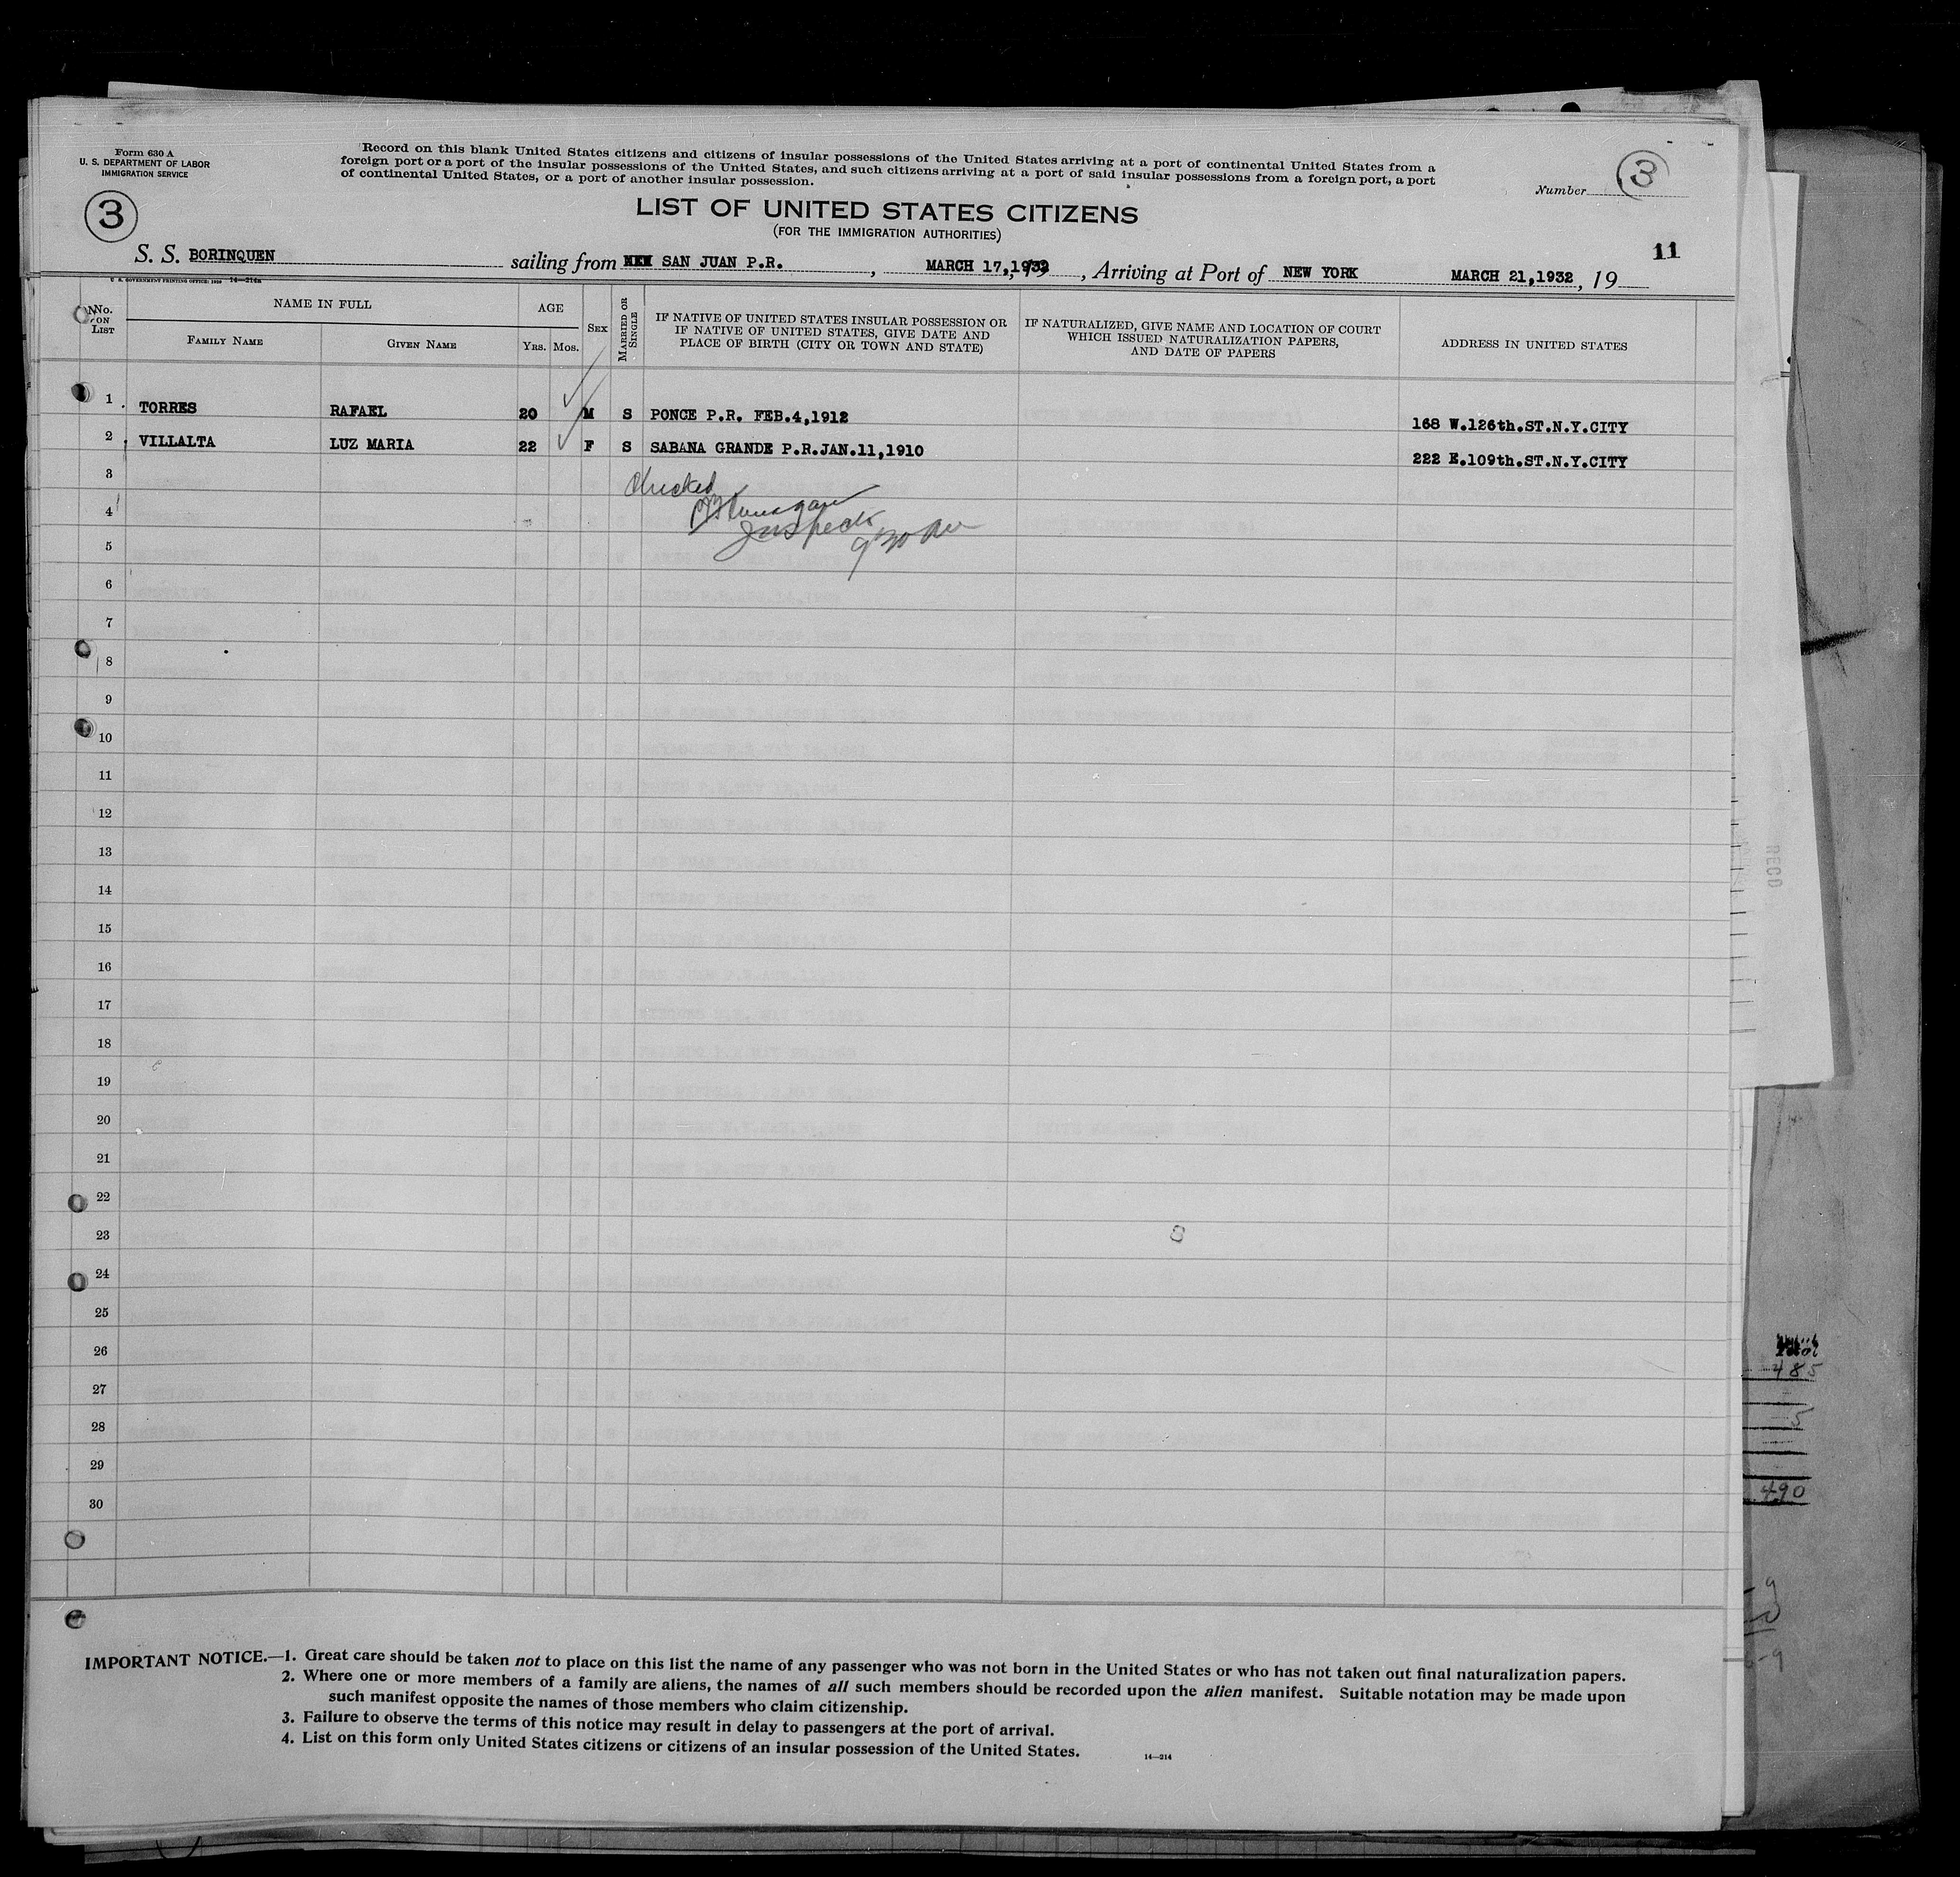 Form 630 A
U. S. DEPARTMENT OF LABOR
IMMIGRATION SERVICE
Record on this blank United States citizens and citizens of insular possessions of the United States arriving at a port of continental United States from a
foreign port or a port of the insular possessions of the United States, and such citizens arriving at a port of said insular possessions from a foreign port, a port
of continental United States, or a port of another insular possession.
Number 3
3
LIST OF UNITED STATES CITIZENS
(FOR THE IMMIGRATION AUTHORITIES)
11
S. S. BORINQUEN sailing from SAN JUAN P.R. , MARCH 17,1932 , Arriving at Port of NEW YORK MARCH 21,1932 , 19
U. S. GOVERNMENT PRINTING OFFICE: 1929 14—214a
No. ON LIST
NAME IN FULL
FAMILY NAME
GIVEN NAME
AGE
YRS. MOS.
SEX
MARRIED OR SINGLE
IF NATIVE OF UNITED STATES INSULAR POSSESSION OR
IF NATIVE OF UNITED STATES, GIVE DATE AND
PLACE OF BIRTH (CITY OR TOWN AND STATE)
IF NATURALIZED, GIVE NAME AND LOCATION OF COURT
WHICH ISSUED NATURALIZATION PAPERS,
AND DATE OF PAPERS
ADDRESS IN UNITED STATES
1 TORRES RAFAEL 20 M S PONCE P.R. FEB.4,1912 168 W.126th.ST.N.Y.CITY
2 VILLALTA LUZ MARIA 22 F S SABANA GRANDE P.R.JAN.11,1910 222 E.109th.ST.N.Y.CITY
3
Checked
4
5
6
7
8
9
10
11
12
13
14
15
16
17
18
19
20
21
22
23
24
25
26
27
28
29
30
RECD
485
490
IMPORTANT NOTICE.—1. Great care should be taken not to place on this list the name of any passenger who was not born in the United States or who has not taken out final naturalization papers.
2. Where one or more members of a family are aliens, the names of all such members should be recorded upon the alien manifest. Suitable notation may be made upon
such manifest opposite the names of those members who claim citizenship.
3. Failure to observe the terms of this notice may result in delay to passengers at the port of arrival.
4. List on this form only United States citizens or citizens of an insular possession of the United States.
14—214